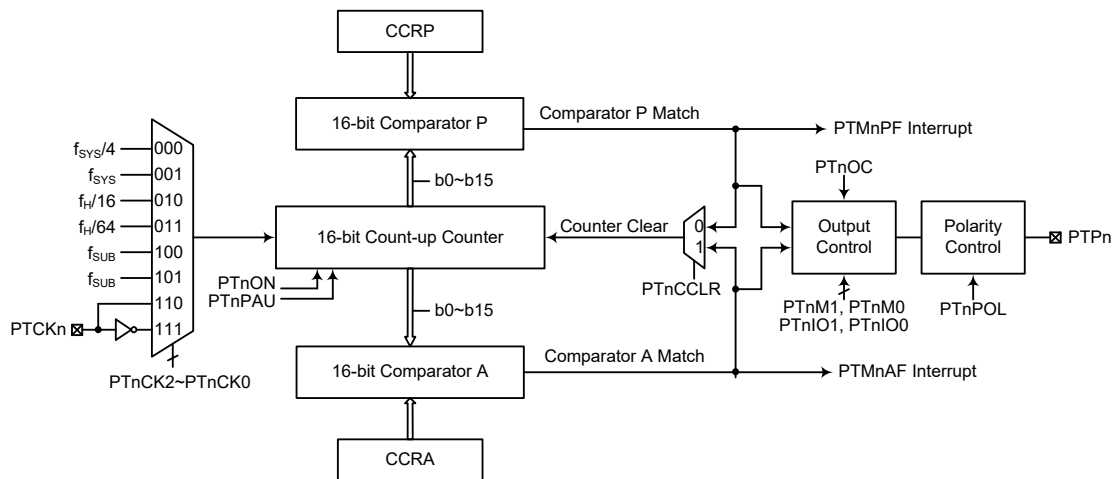 CCRP
16-bit Comparator P
Comparator P Match
PTMnPF Interrupt
fSYS/4
000
fSYS
001
fH/16
010
fH/64
011
fSUB
100
fSUB
101
110
111
PTCKn
PTnCK2~PTnCK0
b0~b15
16-bit Count-up Counter
PTnON
PTnPAU
b0~b15
Counter Clear
0
1
PTnCCLR
PTnOC
Output
Control
PTnM1, PTnM0
PTnIO1, PTnIO0
Polarity
Control
PTnPOL
PTPn
16-bit Comparator A
Comparator A Match
PTMnAF Interrupt
CCRA